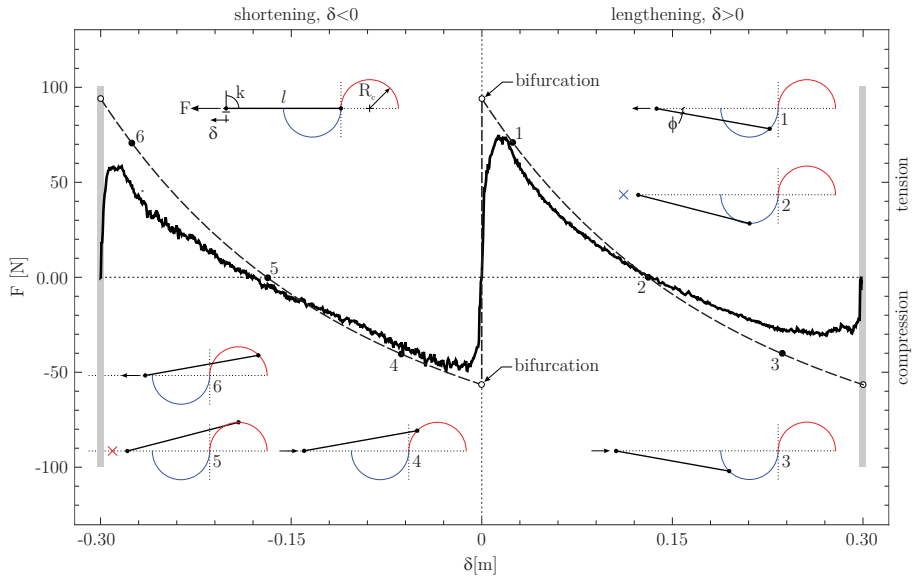 shortening, δ<0 lengthening, δ>0
100
50
0.00
-50
-100
F [N]
-0.30 -0.15 0 0.15 0.30
δ[m]
tension
compression
bifurcation
bifurcation
F
k
l
R_c
δ
ϕ
1
2
3
4
5
6
1
2
3
4
5
6